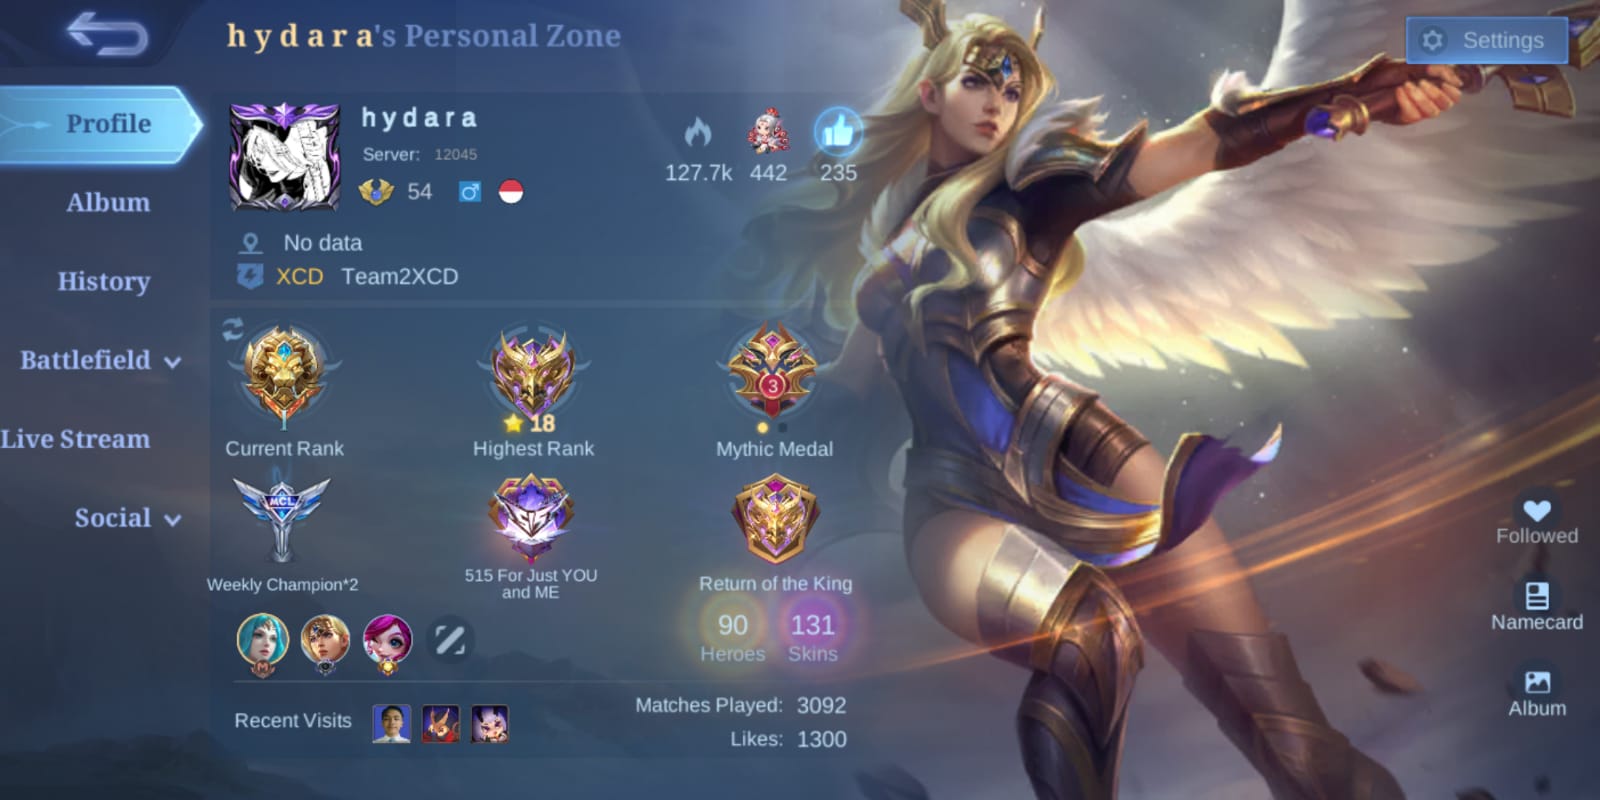 hydara's Personal Zone
Settings
Profile
Album
History
Battlefield
Live Stream
Social
hydara
Server: 12045
54
127.7k
442
235
No data
XCD Team2XCD
I
Current Rank
18
Highest Rank
3
Mythic Medal
MCL
Weekly Champion*2
515
515 For Just YOU
and ME
Return of the King
M
90
Heroes
131
Skins
Recent Visits
Matches Played: 3092
Likes: 1300
Followed
Namecard
Album